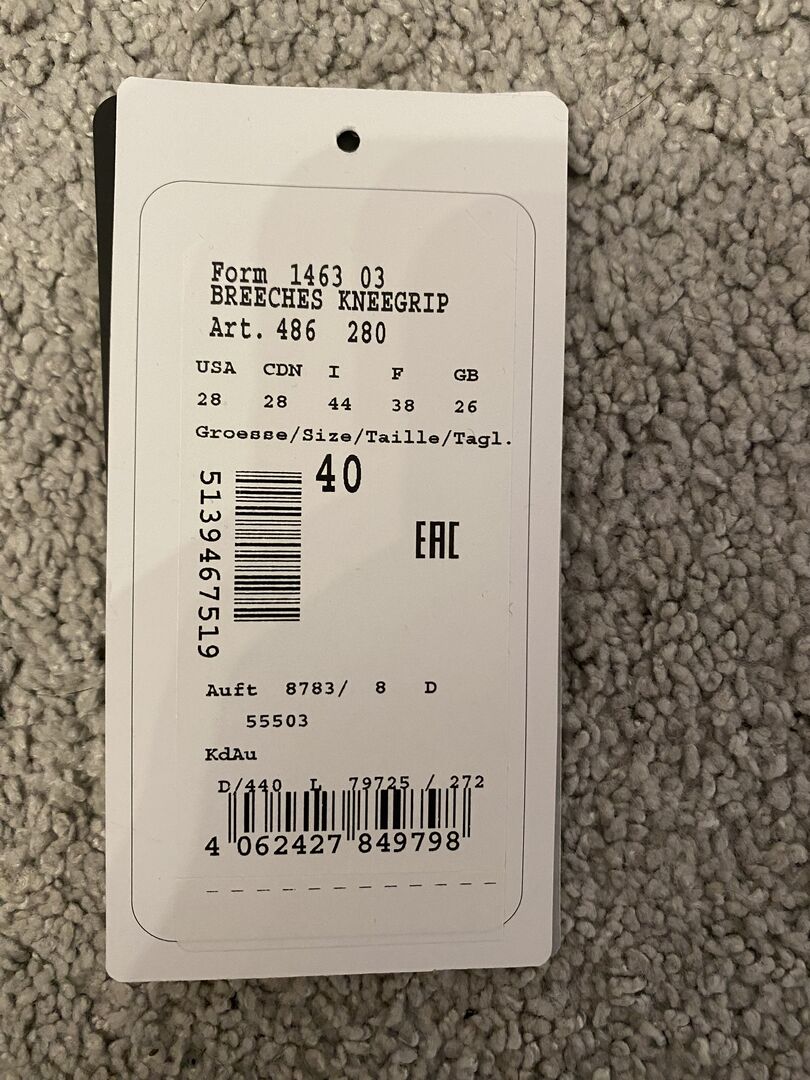 Form 1463 03
BREECHES KNEEGRIP
Art. 486 280
USA CDN I F GB
28 28 44 38 26
Groesse/Size/Taille/Tagl.
40
5139467519
EAC
Auft 8783/ 8 D
55503
KdAu
D/440 L 79725 / 272
4 062427 849798